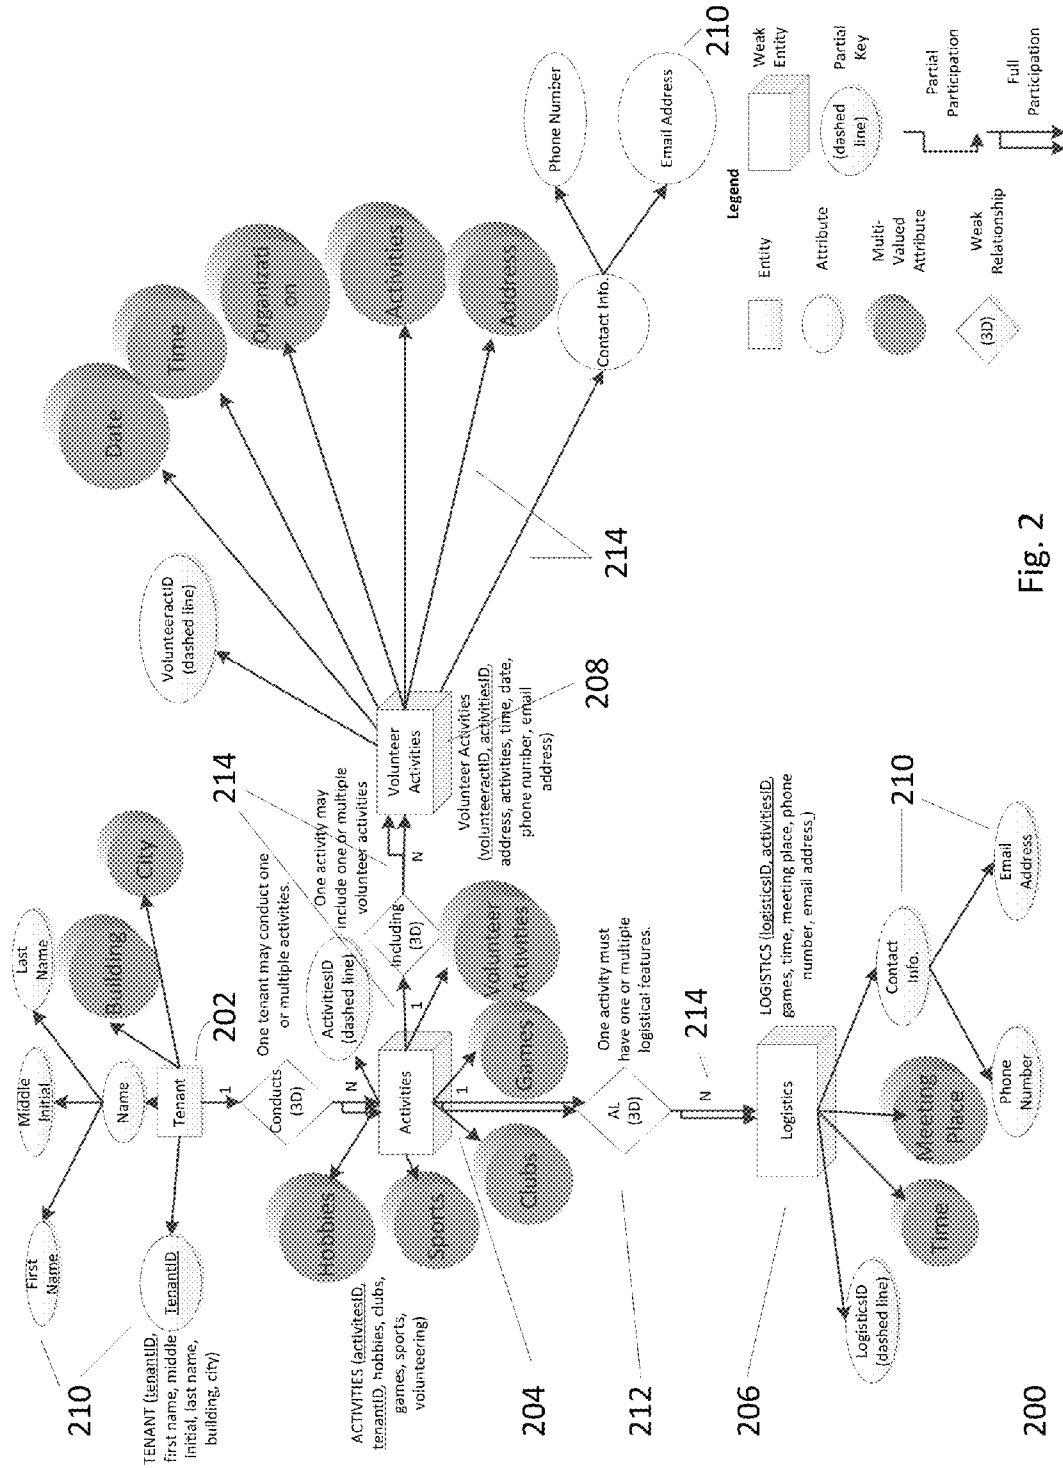 First
Name
Middle
Initial
Last
Name
210
TenantID
Name
Building
City
Tenant
202
TENANT (tenantID,
first name, middle
initial, last name,
building, city)
1
Conducts
(3D)
One tenant may conduct one
or multiple activities.
214
VolunteeractID
(dashed line)
Date
Time
Organizati
on
Activities
Address
N
Hobbies
ActivitiesID
(dashed line)
Including
(3D)
One activity may
include one or multiple
volunteer activities
Activities
1
N
Volunteer
Activities
Sports
1
Clubs
Games
Volunteer
Activities
ACTIVITIES (activitesID,
tenantID, hobbies, clubs,
games, sports,
volunteering)
Volunteer Activities
(volunteeractID, activitiesID,
address, activities, time, date,
phone number, email
address)
208
214
Contact Info.
Phone Number
Email Address
210
204
212
AL
(3D)
One activity must
have one or multiple
logistical features.
N
214
206
Logistics
LOGISTICS (logisticsID, activitiesID,
games, time, meeting place, phone
number, email address,)
LogisticsID
(dashed line)
Time
Meeting
Place
Contact
Info.
210
Phone
Number
Email
Address
Legend
Entity
Weak
Entity
Attribute
(dashed
line)
Partial
Key
Multi-
Valued
Attribute
Partial
Participation
(3D)
Weak
Relationship
Full
Participation
200
Fig. 2